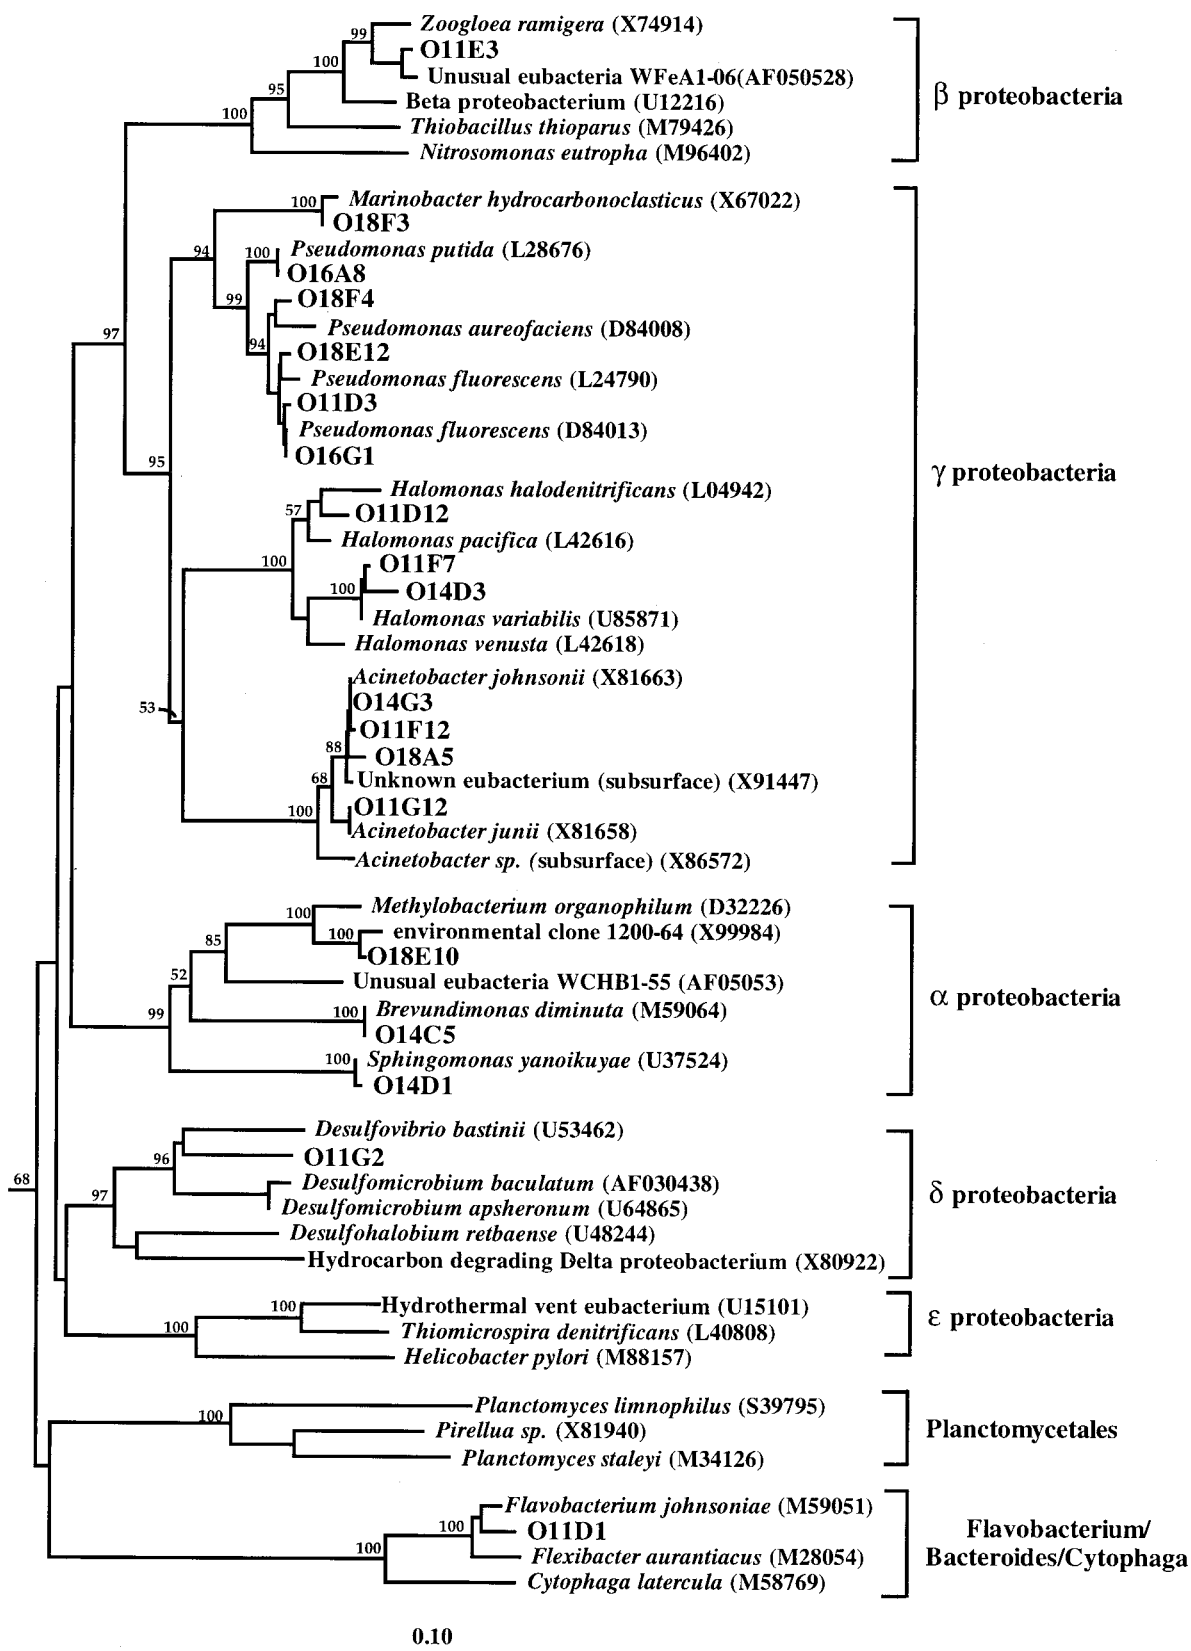 Zoogloea ramigera (X74914)
99
O11E3
100
Unusual eubacteria WFeA1-06(AF050528)
95
Beta proteobacterium (U12216)
β proteobacteria
100
Thiobacillus thioparus (M79426)
Nitrosomonas eutropha (M96402)
100
Marinobacter hydrocarbonoclasticus (X67022)
O18F3
94
100
Pseudomonas putida (L28676)
O16A8
99
O18F4
97
Pseudomonas aureofaciens (D84008)
94
O18E12
Pseudomonas fluorescens (L24790)
O11D3
Pseudomonas fluorescens (D84013)
95
O16G1
γ proteobacteria
Halomonas halodenitrificans (L04942)
57
O11D12
Halomonas pacifica (L42616)
100
O11F7
100
O14D3
Halomonas variabilis (U85871)
Halomonas venusta (L42618)
Acinetobacter johnsonii (X81663)
53
O14G3
O11F12
88
O18A5
68
Unknown eubacterium (subsurface) (X91447)
100
O11G12
Acinetobacter junii (X81658)
Acinetobacter sp. (subsurface) (X86572)
100
Methylobacterium organophilum (D32226)
100
environmental clone 1200-64 (X99984)
85
O18E10
52
Unusual eubacteria WCHB1-55 (AF05053)
α proteobacteria
99
100
Brevundimonas diminuta (M59064)
O14C5
100
Sphingomonas yanoikuyae (U37524)
O14D1
Desulfovibrio bastinii (U53462)
96
O11G2
68
Desulfomicrobium baculatum (AF030438)
97
δ proteobacteria
Desulfomicrobium apsheronum (U64865)
Desulfohalobium retbaense (U48244)
Hydrocarbon degrading Delta proteobacterium (X80922)
100
Hydrothermal vent eubacterium (U15101)
100
Thiomicrospira denitrificans (L40808)
ε proteobacteria
Helicobacter pylori (M88157)
100
Planctomyces limnophilus (S39795)
Pirellua sp. (X81940)
Planctomycetales
Planctomyces staleyi (M34126)
Flavobacterium johnsoniae (M59051)
100
O11D1
Flavobacterium/
100
Flexibacter aurantiacus (M28054)
Bacteroides/Cytophaga
Cytophaga latercula (M58769)
0.10